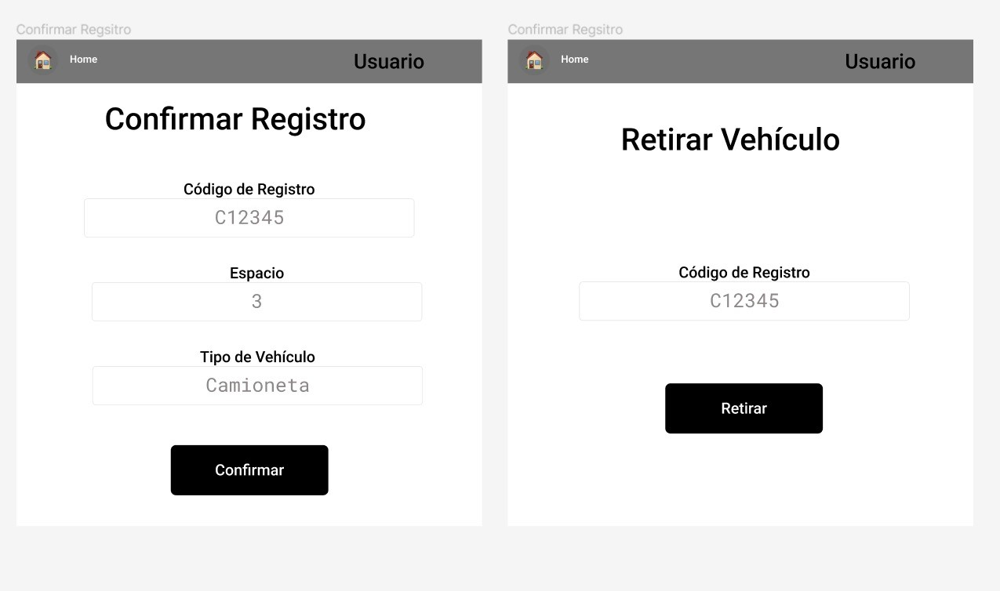 Confirmar Regsitro
Home
Usuario
Confirmar Registro
Código de Registro
C12345
Espacio
3
Tipo de Vehículo
Camioneta
Confirmar
Confirmar Regsitro
Home
Usuario
Retirar Vehículo
Código de Registro
C12345
Retirar